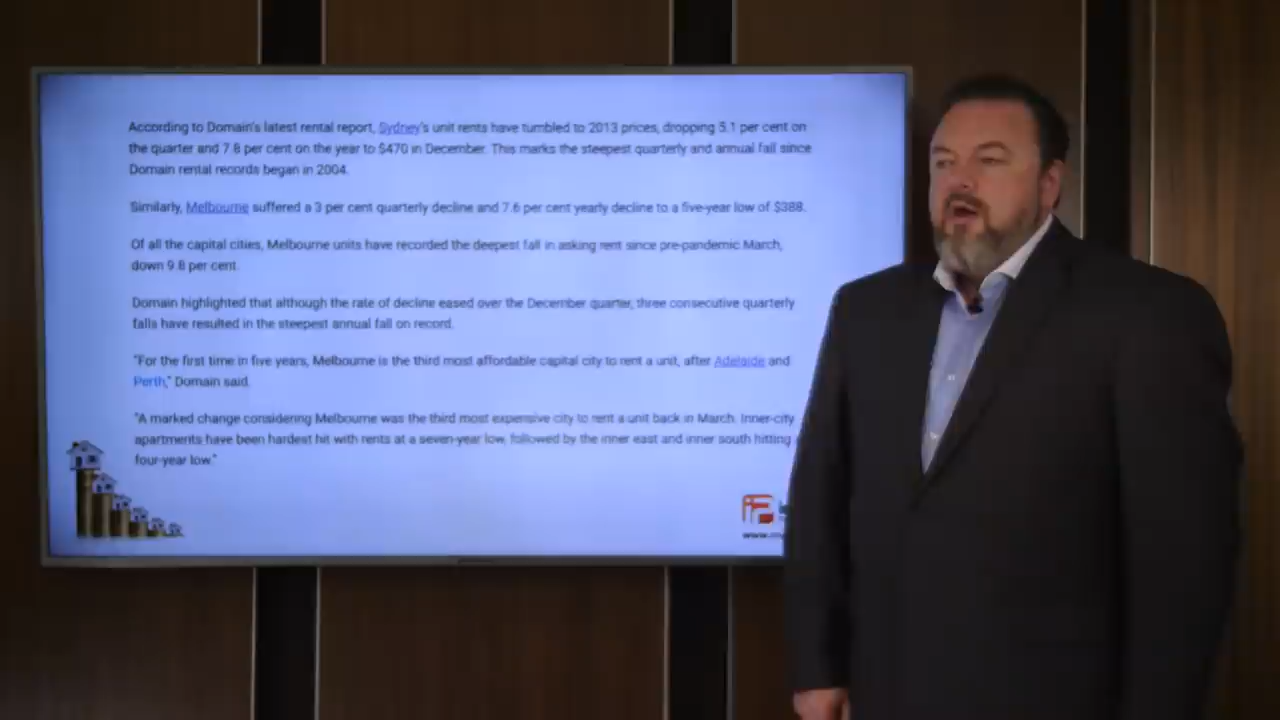 According to Domain's latest rental report, Sydney's unit rents have tumbled to 2013 prices, dropping 5.1 per cent on
the quarter and 7.8 per cent on the year to $470 in December. This marks the steepest quarterly and annual fall since
Domain rental records began in 2004.
Similarly, Melbourne suffered a 3 per cent quarterly decline and 7.6 per cent yearly decline to a five-year low of $388.
Of all the capital cities, Melbourne units have recorded the deepest fall in asking rent since pre-pandemic March,
down 9.8 per cent.
Domain highlighted that although the rate of decline eased over the December quarter, three consecutive quarterly
falls have resulted in the steepest annual fall on record.
"For the first time in five years, Melbourne is the third most affordable capital city to rent a unit, after Adelaide and
Perth," Domain said.
"A marked change considering Melbourne was the third most expensive city to rent a unit back in March. Inner-city
apartments have been hardest hit with rents at a seven-year low, followed by the inner east and inner south hitting
four-year low."